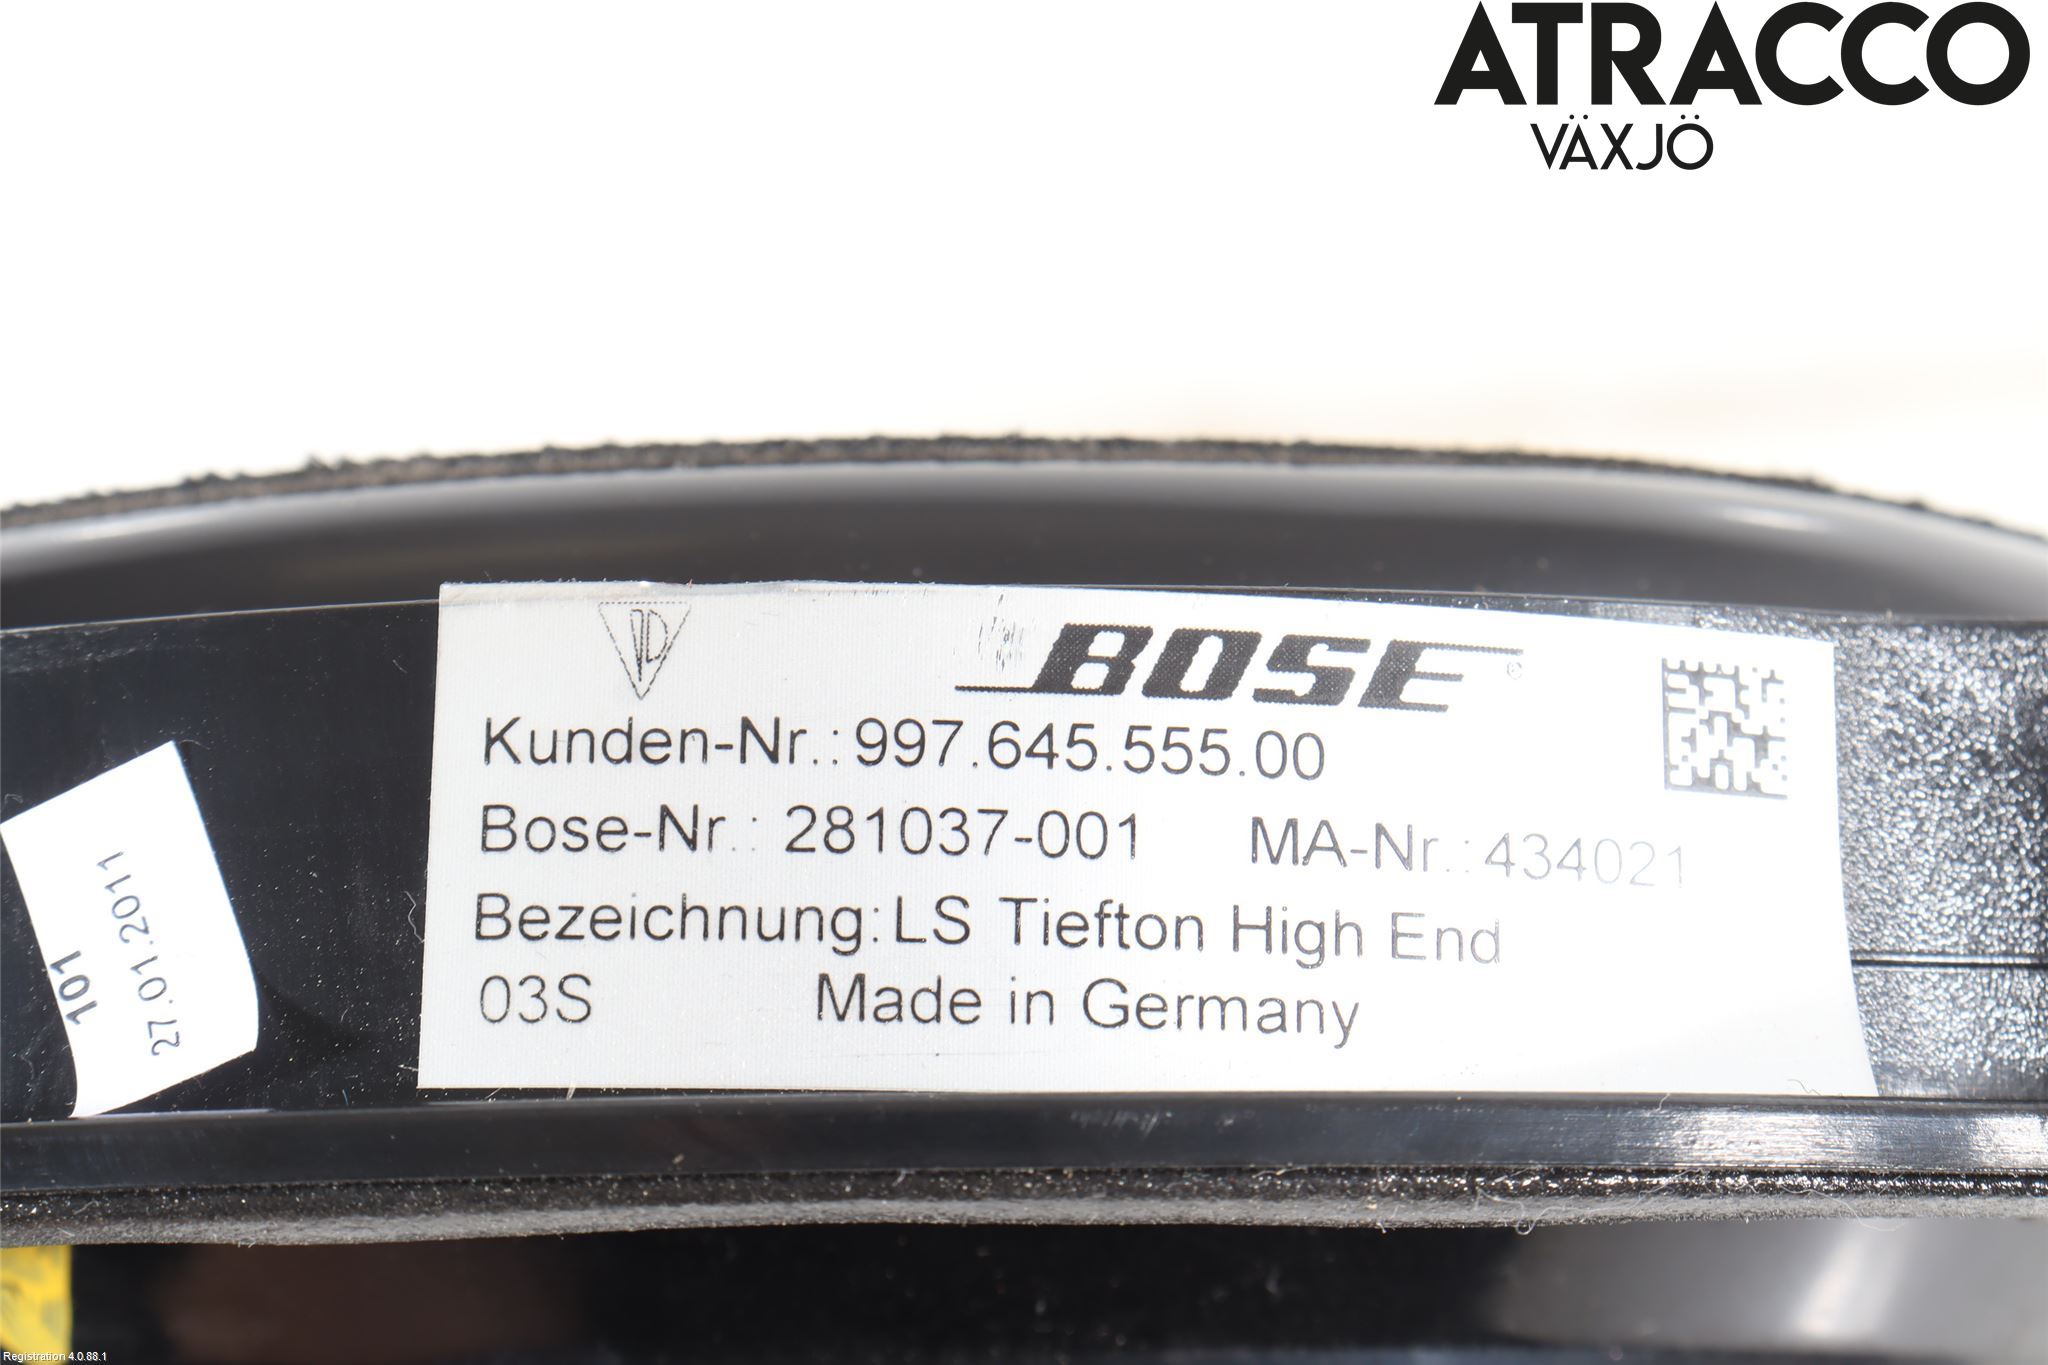 ATRACCO
VÄXJÖ
BOSE®
Kunden-Nr.: 997.645.555.00
Bose-Nr.: 281037-001 MA-Nr.: 434021
Bezeichnung: LS Tiefton High End
03S Made in Germany
101
27.01.2011
Registration 4.0.88.1